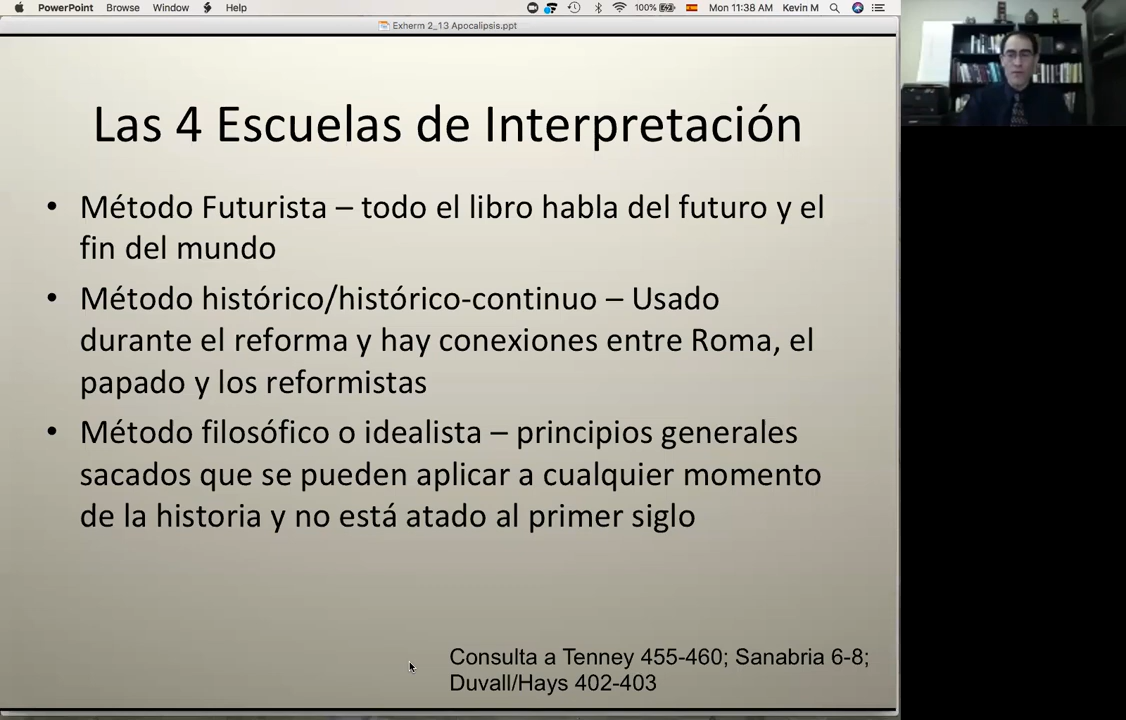 PowerPoint Browse Window Help 100% Mon 11:38 AM Kevin M
Exherm 2_13 Apocalipsis.ppt
Las 4 Escuelas de Interpretación
• Método Futurista – todo el libro habla del futuro y el
fin del mundo
• Método histórico/histórico-continuo – Usado
durante el reforma y hay conexiones entre Roma, el
papado y los reformistas
• Método filosófico o idealista – principios generales
sacados que se pueden aplicar a cualquier momento
de la historia y no está atado al primer siglo
Consulta a Tenney 455-460; Sanabria 6-8;
Duvall/Hays 402-403